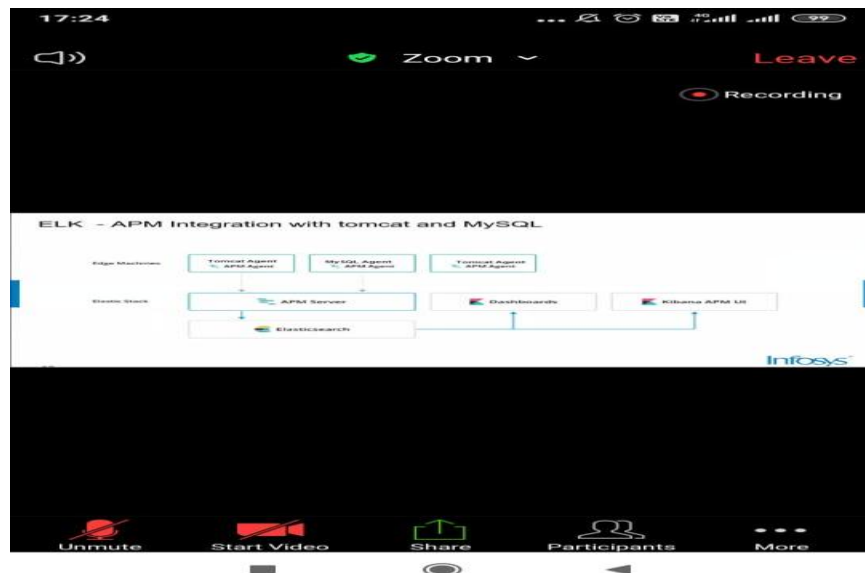 17:24
4G
99
Zoom
Leave
Recording
ELK - APM Integration with tomcat and MySQL
Edge Machines
Tomcat Agent
APM Agent
MySQL Agent
APM Agent
Tomcat Agent
APM Agent
Elastic Stack
APM Server
Dashboards
Kibana APM UI
Elasticsearch
Infosys
Unmute
Start Video
Share
Participants
More